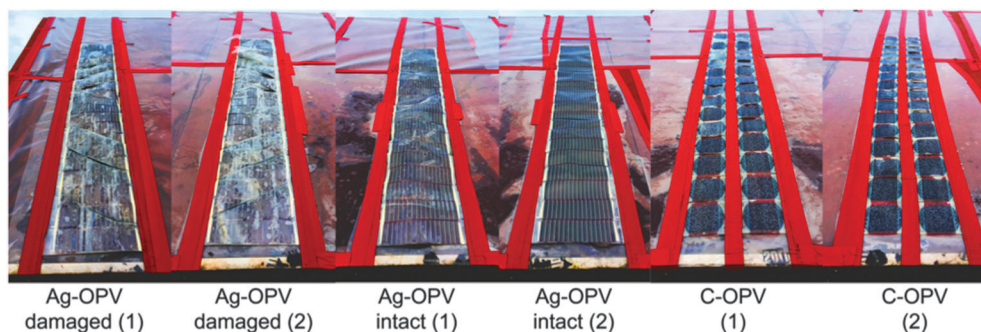 200
Ag-OPV
damaged (1)
Ag-OPV
damaged (2)
Ag-OPV
intact (1)
Ag-OPV
intact (2)
C-OPV
(1)
C-OPV
(2)